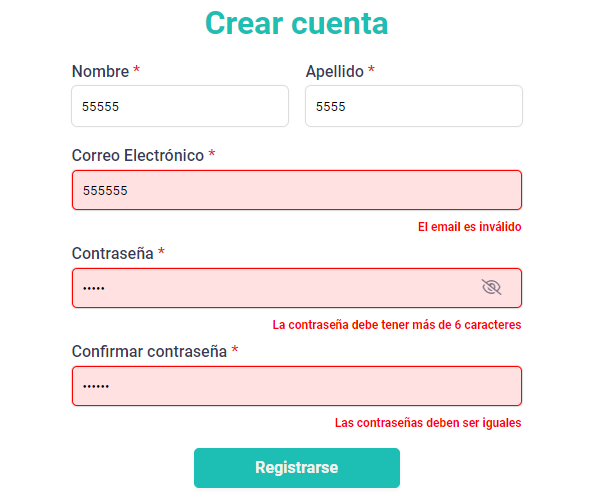 Crear cuenta
Nombre * Apellido *
55555 5555
Correo Electrónico *
555555
El email es inválido
Contraseña *
•••••
La contraseña debe tener más de 6 caracteres
Confirmar contraseña *
••••••
Las contraseñas deben ser iguales
Registrarse